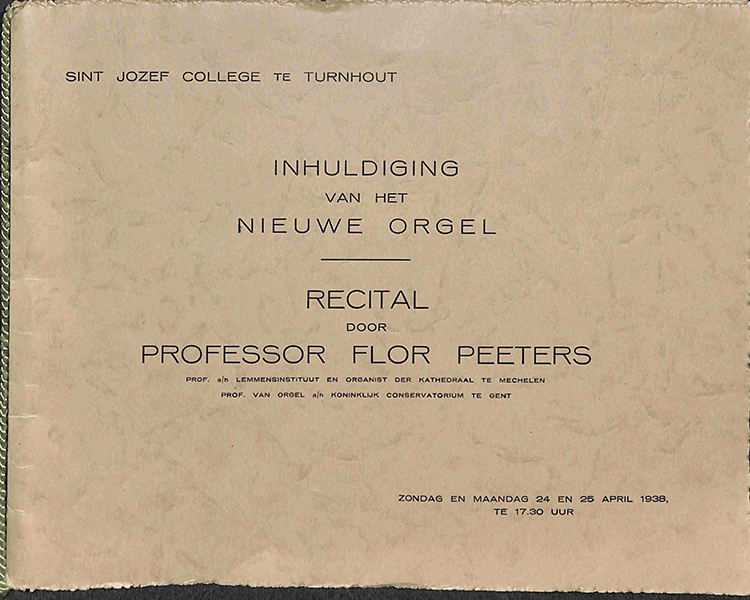 SINT JOZEF COLLEGE TE TURNHOUT
INHULDIGING
VAN HET
NIEUWE ORGEL
RECITAL
DOOR
PROFESSOR FLOR PEETERS
PROF. a/h LEMMENSINSTITUUT EN ORGANIST DER KATHEDRAAL TE MECHELEN
PROF. VAN ORGEL a/h KONINKLIJK CONSERVATORIUM TE GENT
ZONDAG EN MAANDAG 24 EN 25 APRIL 1938,
TE 17.30 UUR